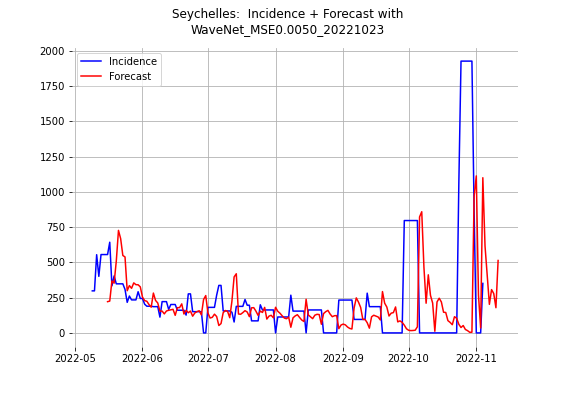 Seychelles:  Incidence + Forecast with
WaveNet_MSE0.0050_20221023
Incidence
Forecast
2000
1750
1500
1250
1000
750
500
250
0
2022-05 2022-06 2022-07 2022-08 2022-09 2022-10 2022-11